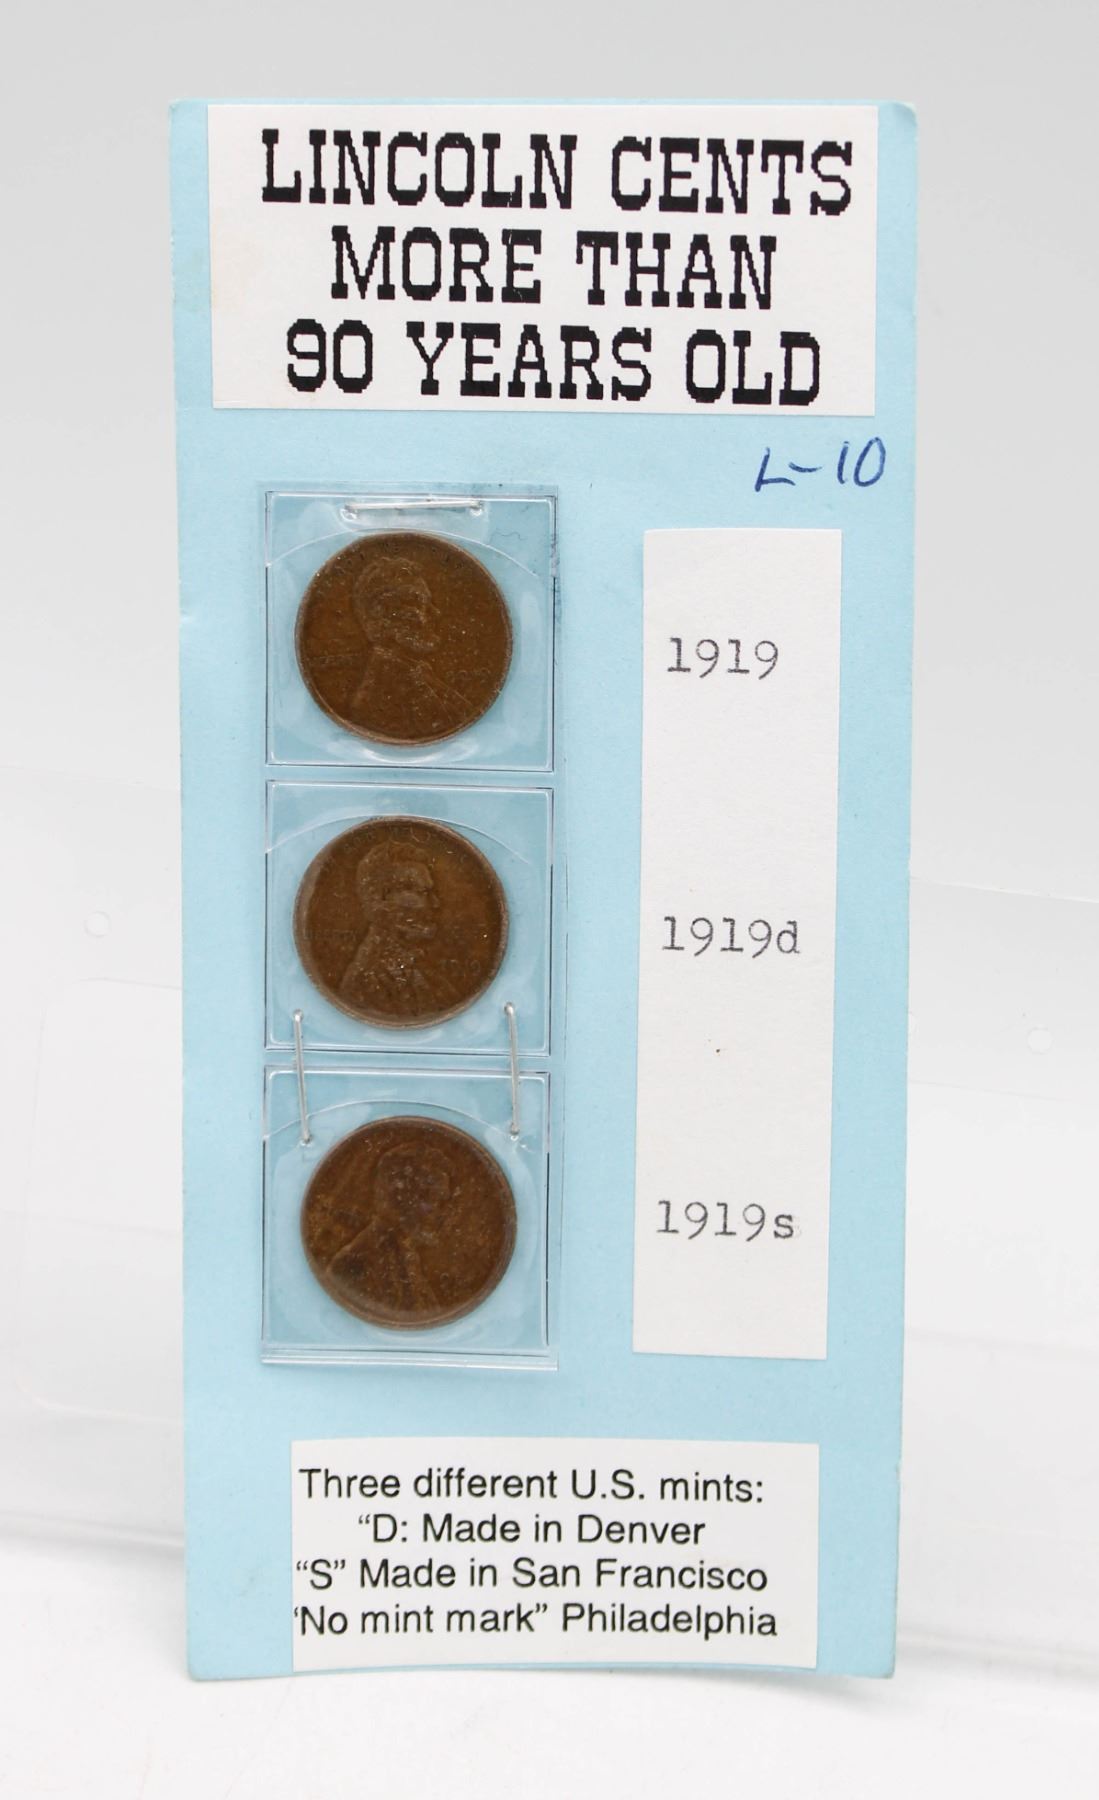 LINCOLN CENTS
MORE THAN
90 YEARS OLD
L-10
1919
1919d
1919s
Three different U.S. mints:
“D: Made in Denver
“S” Made in San Francisco
‘No mint mark” Philadelphia